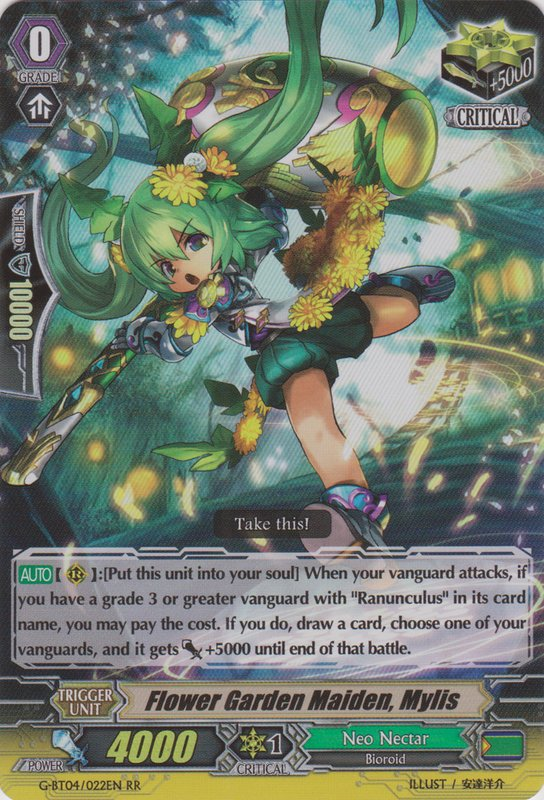 0
GRADE
+5000
CRITICAL
SHIELD
10000
Take this!
AUTO【R】:[Put this unit into your soul] When your vanguard attacks, if
you have a grade 3 or greater vanguard with "Ranunculus" in its card
name, you may pay the cost. If you do, draw a card, choose one of your
vanguards, and it gets +5000 until end of that battle.
TRIGGER
UNIT
Flower Garden Maiden, Mylis
POWER
4000
1
CRITICAL
Neo Nectar
Bioroid
G-BT04/022EN RR
ILLUST / 安達洋介